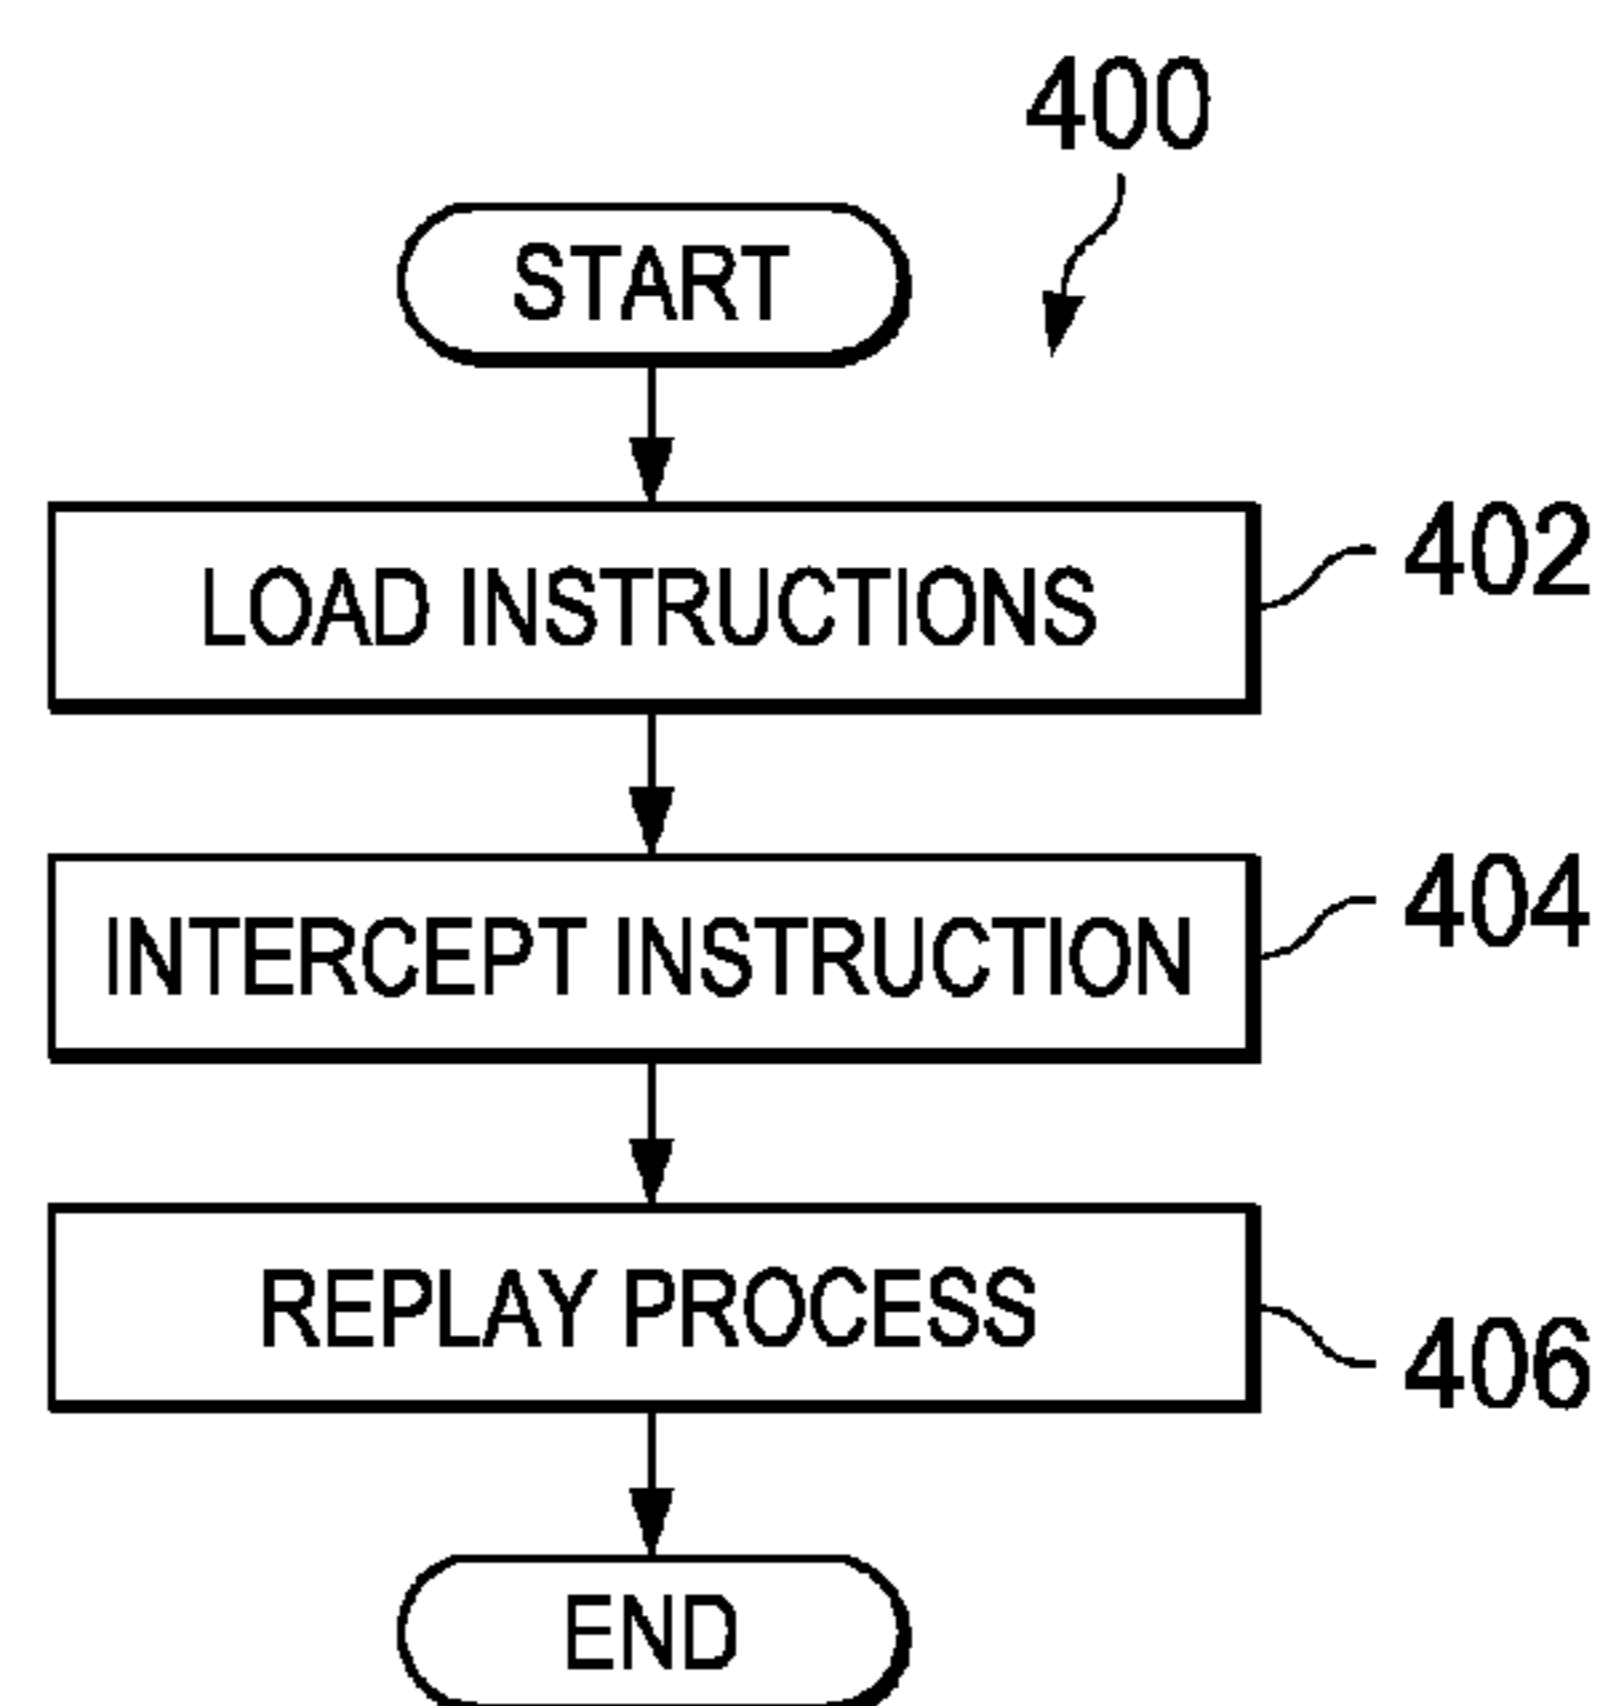 400
START
LOAD INSTRUCTIONS
402
INTERCEPT INSTRUCTION
404
REPLAY PROCESS
406
END